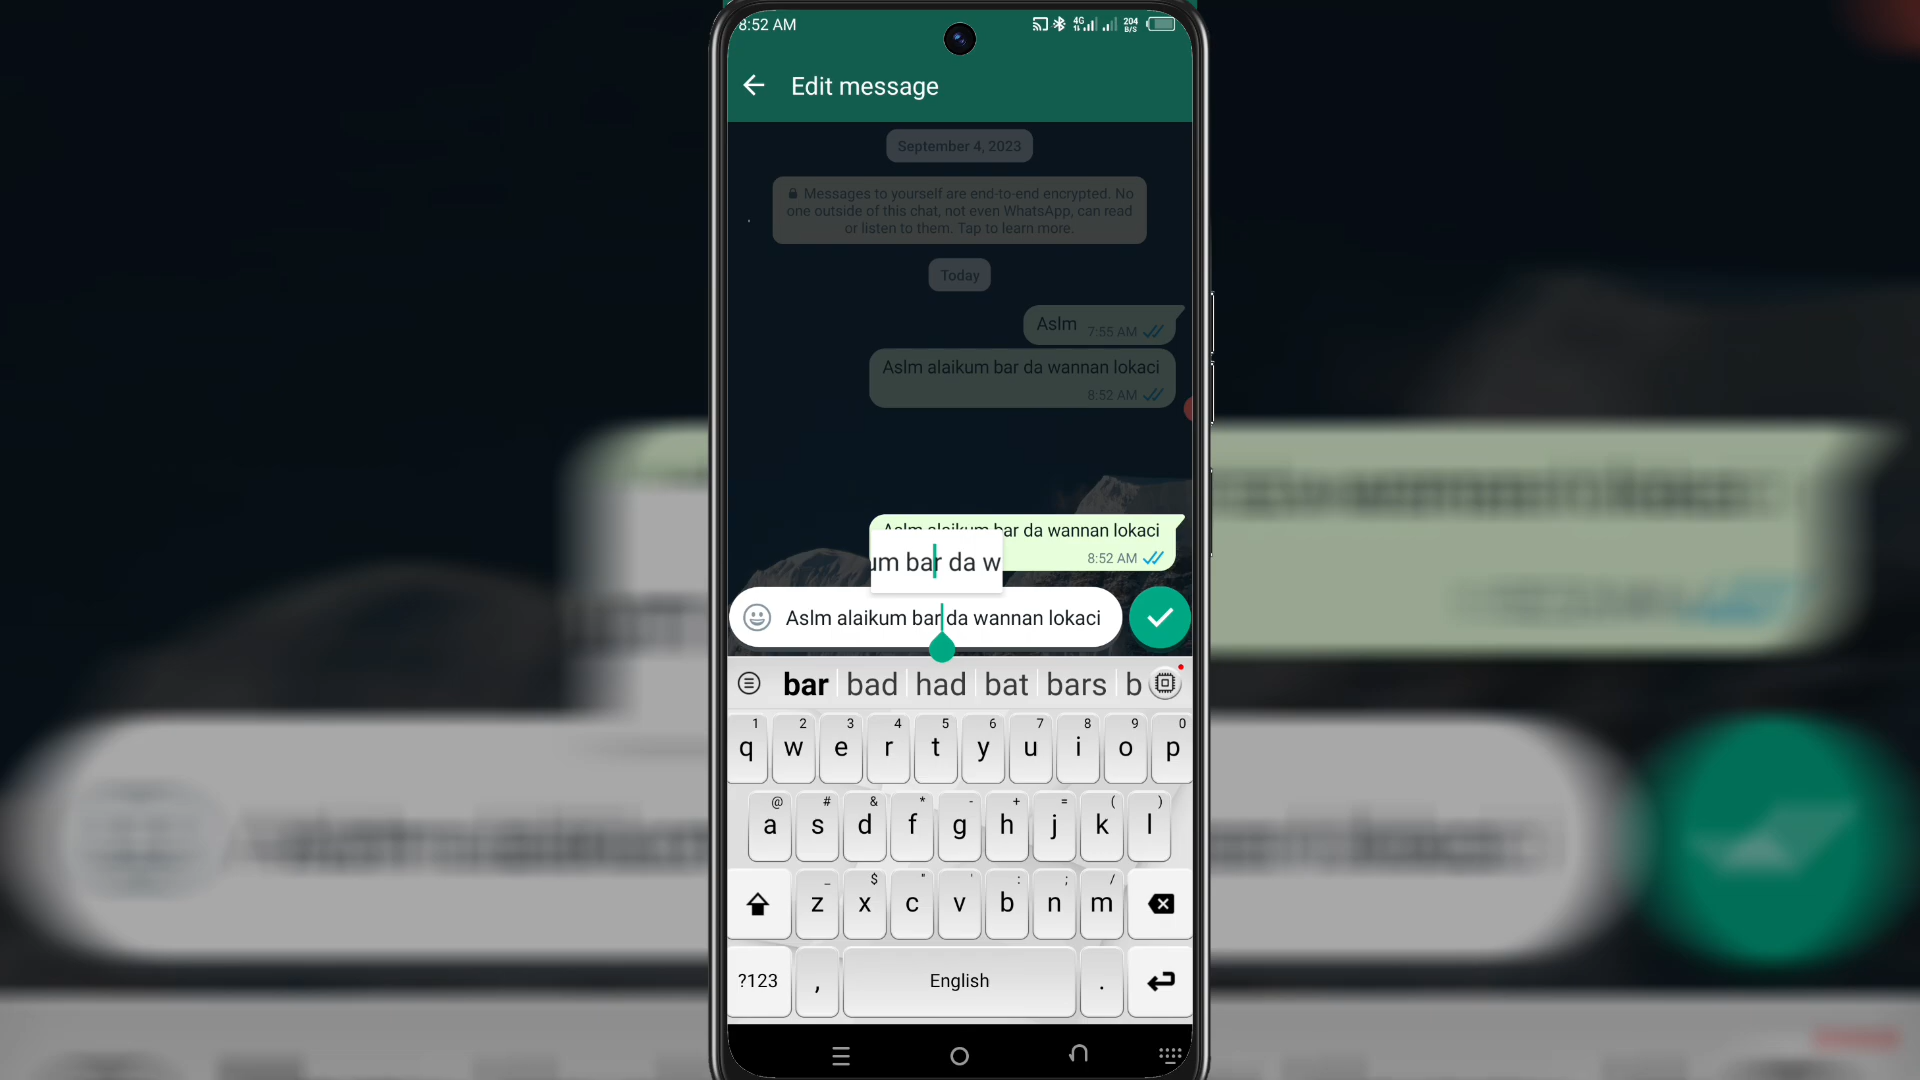 8:52 AM
4G
204 B/S
Edit message
September 4, 2023
Messages to yourself are end-to-end encrypted. No
one outside of this chat, not even WhatsApp, can read
or listen to them. Tap to learn more.
Today
Aslm 7:55 AM
Aslm alaikum bar da wannan lokaci
8:52 AM
Aslm alaikum bar da wannan lokaci
8:52 AM
um bar da w
Aslm alaikum bar da wannan lokaci
bar bad had bat bars b
1 2 3 4 5 6 7 8 9 0
q w e r t y u i o p
@ # & * - + = ( )
a s d f g h j k l
_ $ " ' : ; /
z x c v b n m
?123 , English .